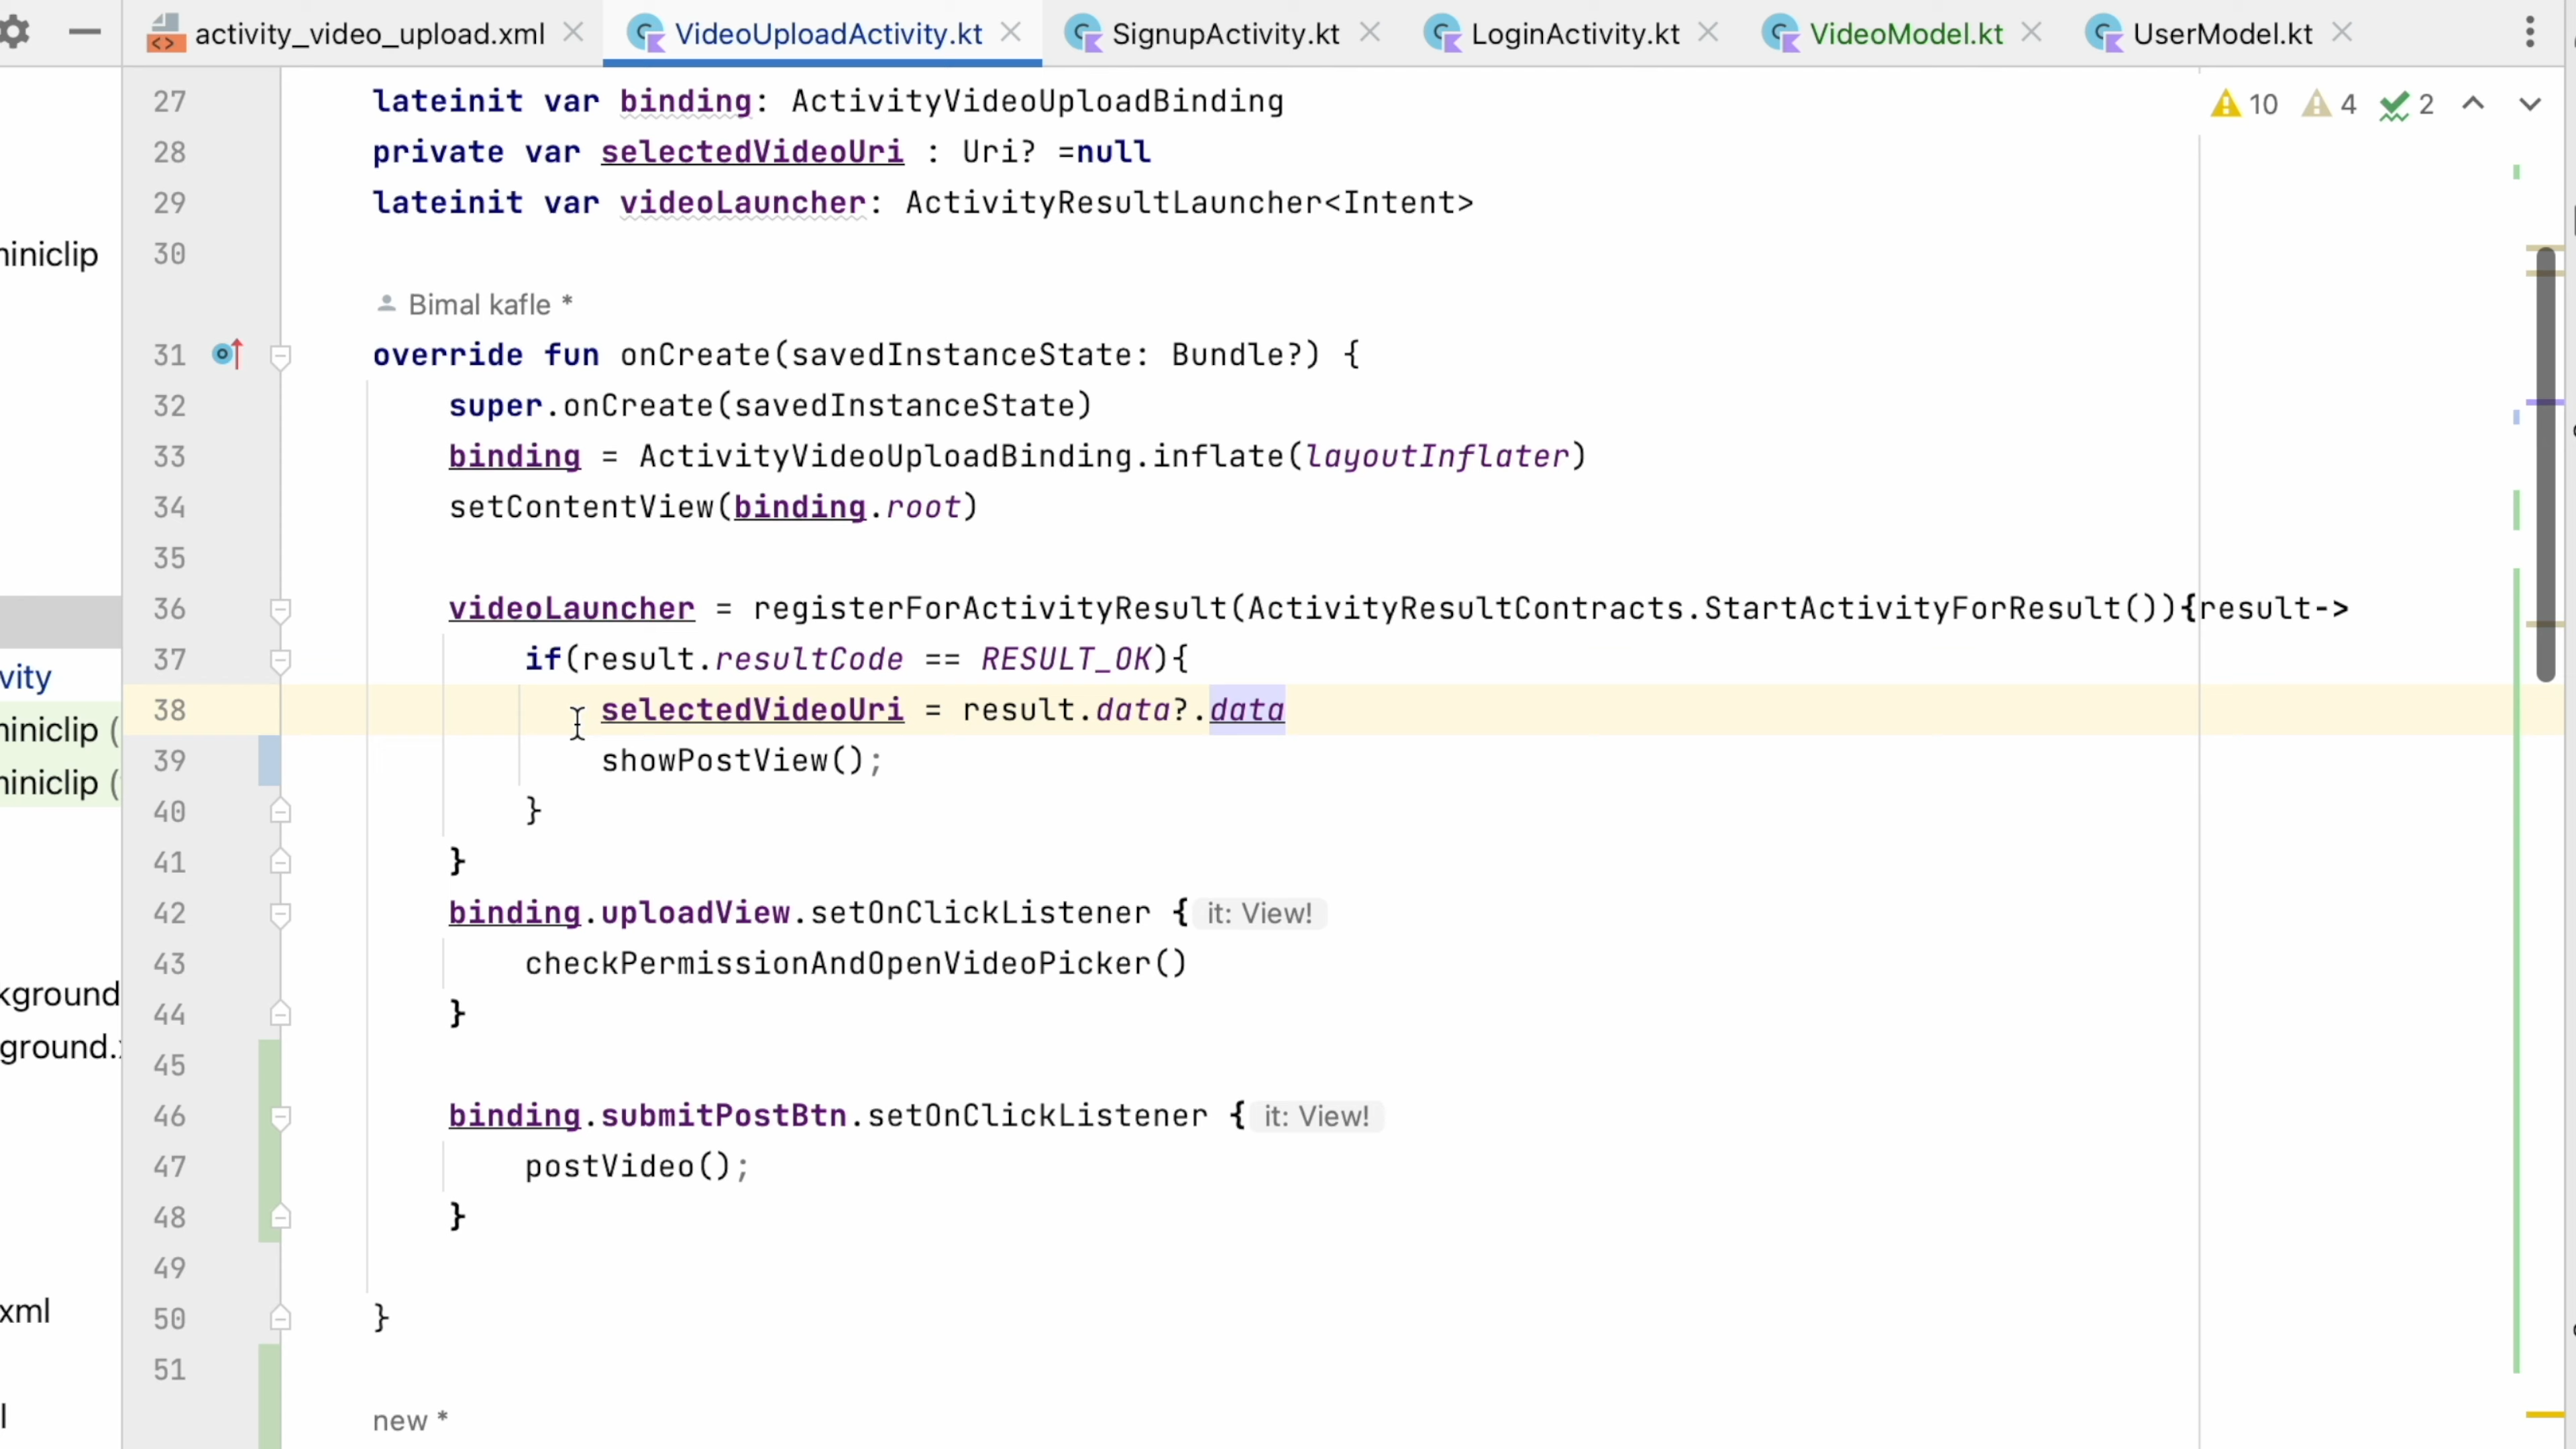 activity_video_upload.xml VideoUploadActivity.kt SignupActivity.kt LoginActivity.kt VideoModel.kt UserModel.kt
10 4 2
27 lateinit var binding: ActivityVideoUploadBinding
28 private var selectedVideoUri : Uri? =null
29 lateinit var videoLauncher: ActivityResultLauncher<Intent>
30
Bimal kafle *
31 override fun onCreate(savedInstanceState: Bundle?) {
32 super.onCreate(savedInstanceState)
33 binding = ActivityVideoUploadBinding.inflate(layoutInflater)
34 setContentView(binding.root)
35
36 videoLauncher = registerForActivityResult(ActivityResultContracts.StartActivityForResult()){result->
37 if(result.resultCode == RESULT_OK){
38 selectedVideoUri = result.data?.data
39 showPostView();
40 }
41 }
42 binding.uploadView.setOnClickListener { it: View!
43 checkPermissionAndOpenVideoPicker()
44 }
45
46 binding.submitPostBtn.setOnClickListener { it: View!
47 postVideo();
48 }
49
50 }
51
new *
niniclip
vity
niniclip (
niniclip (
kground
ground.
xml
l